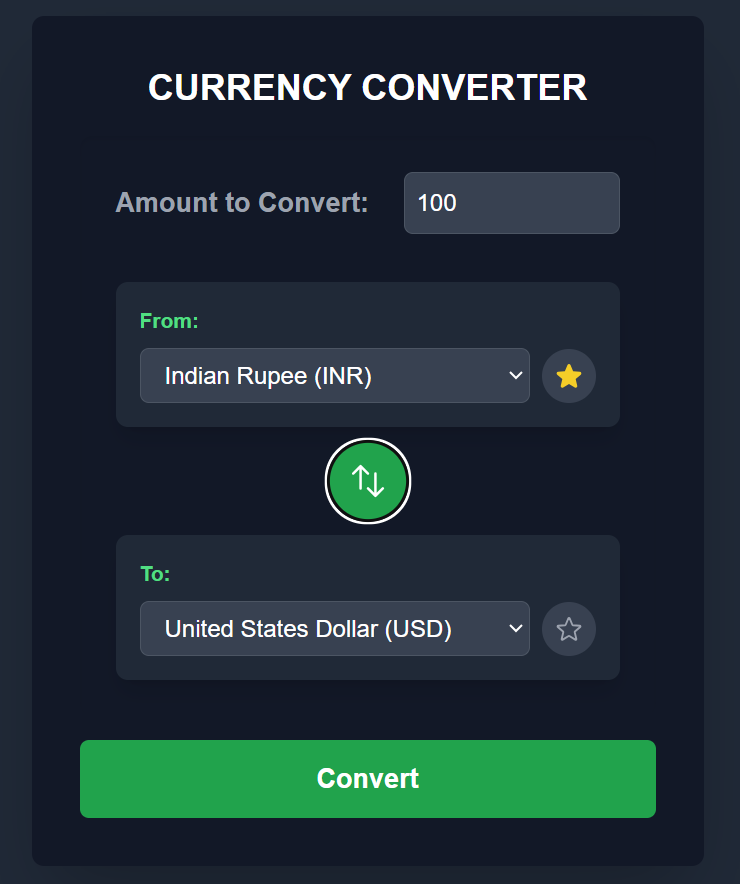 CURRENCY CONVERTER
Amount to Convert: 100
From:
Indian Rupee (INR)
To:
United States Dollar (USD)
Convert